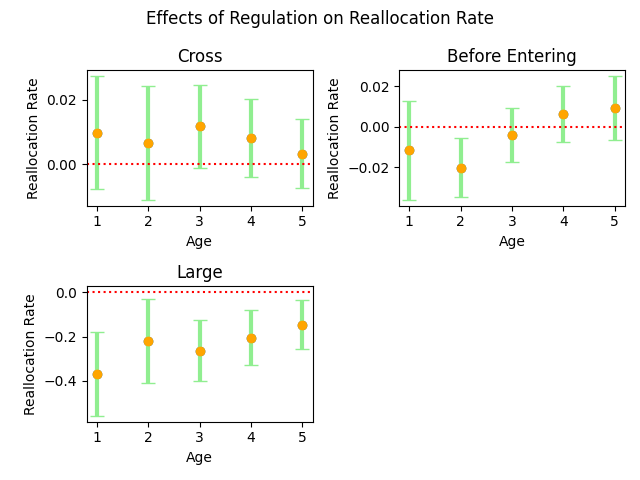 Effects of Regulation on Reallocation Rate
Cross
Reallocation Rate
0.02
0.00
1 2 3 4 5
Age
Before Entering
Reallocation Rate
0.02
0.00
−0.02
1 2 3 4 5
Age
Large
Reallocation Rate
0.0
−0.2
−0.4
1 2 3 4 5
Age